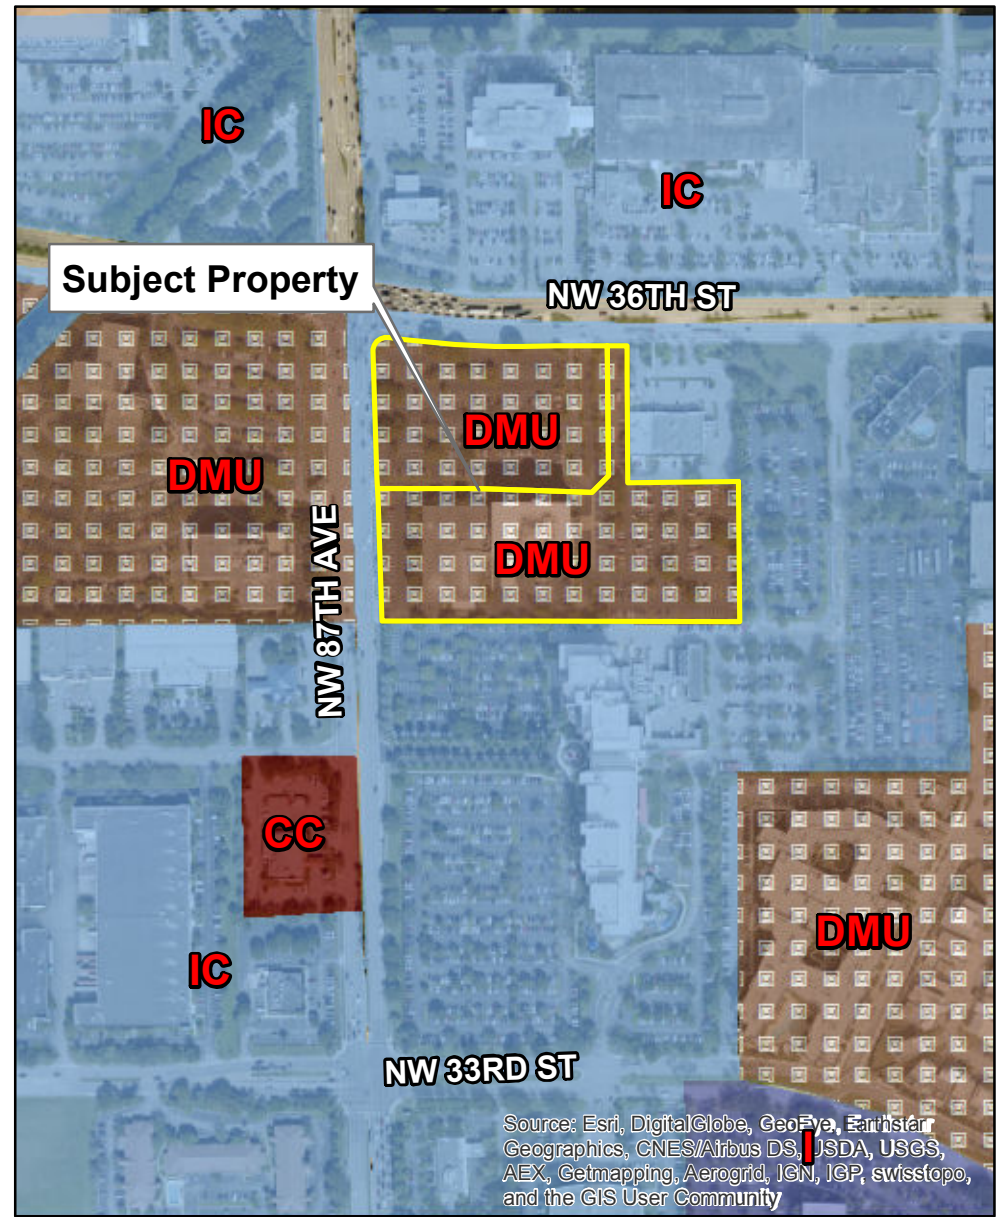 IC
IC
Subject Property
NW 36TH ST
DMU
DMU
NW 87TH AVE
DMU
CC
DMU
IC
NW 33RD ST
Source: Esri, DigitalGlobe, GeoEye, Earthstar
Geographics, CNES/Airbus DS, USDA, USGS,
AEX, Getmapping, Aerogrid, IGN, IGP, swisstopo,
and the GIS User Community
I